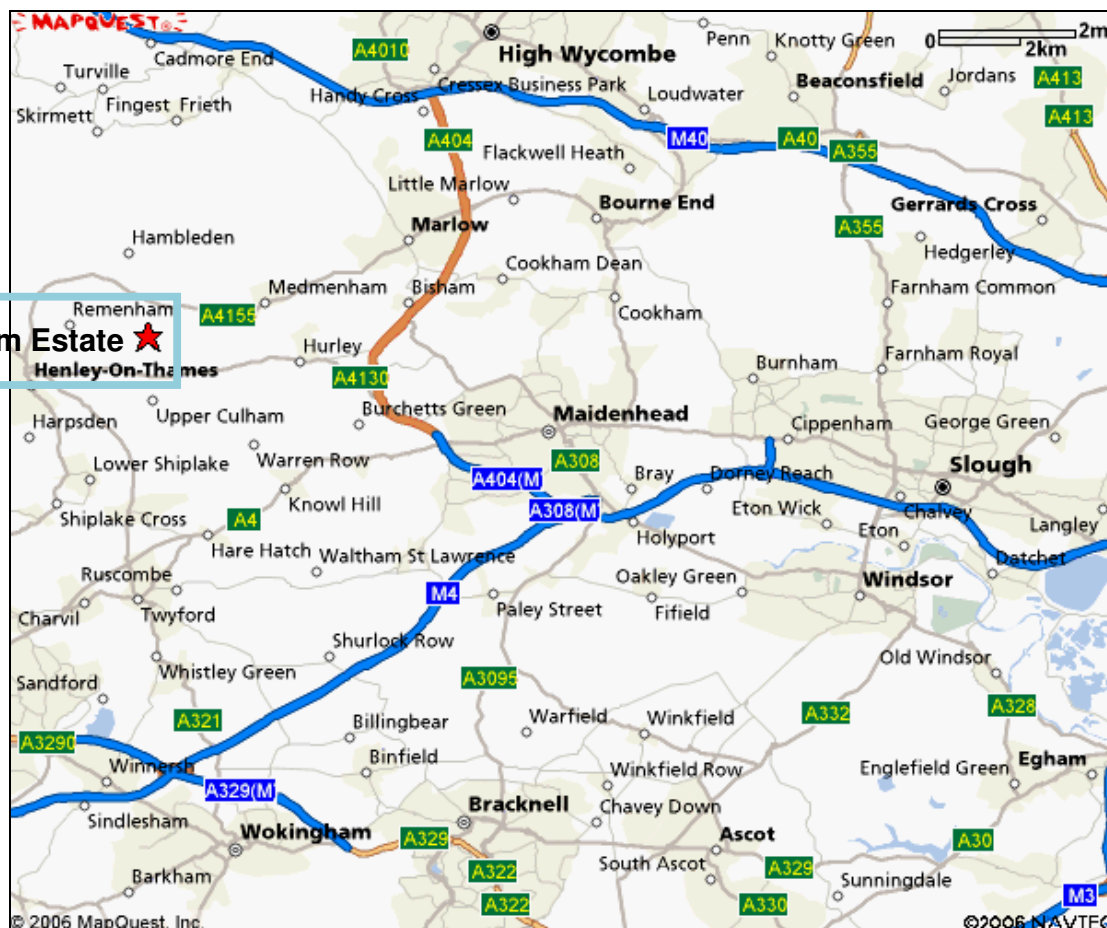 MAPQUEST
Penn
Knotty Green
0 2m
2km
A4010
High Wycombe
Cadmore End
Turville
Beaconsfield
Jordans
A413
Cressex Business Park
Handy Cross
Loudwater
Fingest
Frieth
Skirmett
A413
A404
M40
A40
A355
Flackwell Heath
Little Marlow
Bourne End
Gerrards Cross
Marlow
A355
Hambleden
Hedgerley
Cookham Dean
Medmenham
Bisham
Farnham Common
Remenham
A4155
Cookham
m Estate
Hurley
Farnham Royal
Henley-On-Thames
Burnham
A4130
Harpsden
Upper Culham
Burchetts Green
Maidenhead
Cippenham
George Green
Lower Shiplake
Warren Row
A308
Slough
A404(M
Bray
Dorney Reach
Knoll Hill
Shiplake Cross
A4
A308(M
Eton Wick
Chalvey
Langley
Eton
Holyport
Hare Hatch
Waltham St Lawrence
Datchet
Ruscombe
Oakley Green
Windsor
M4
Charvil
Twyford
Paley Street
Fifield
Shurlock Row
Whistley Green
Old Windsor
A3095
Sandford
A321
Billingbear
Warfield
Winkfield
A332
A328
A3290
Binfield
Egham
Winnersh
Winkfield Row
Englefield Green
A329(M
Bracknell
Chavey Down
Sindlesham
Wokingham
A329
Ascot
A30
South Ascot
A329
A322
Barkham
Sunningdale
A322
A330
M3
© 2006 MapQuest, Inc.
©2006 NAVTEQ